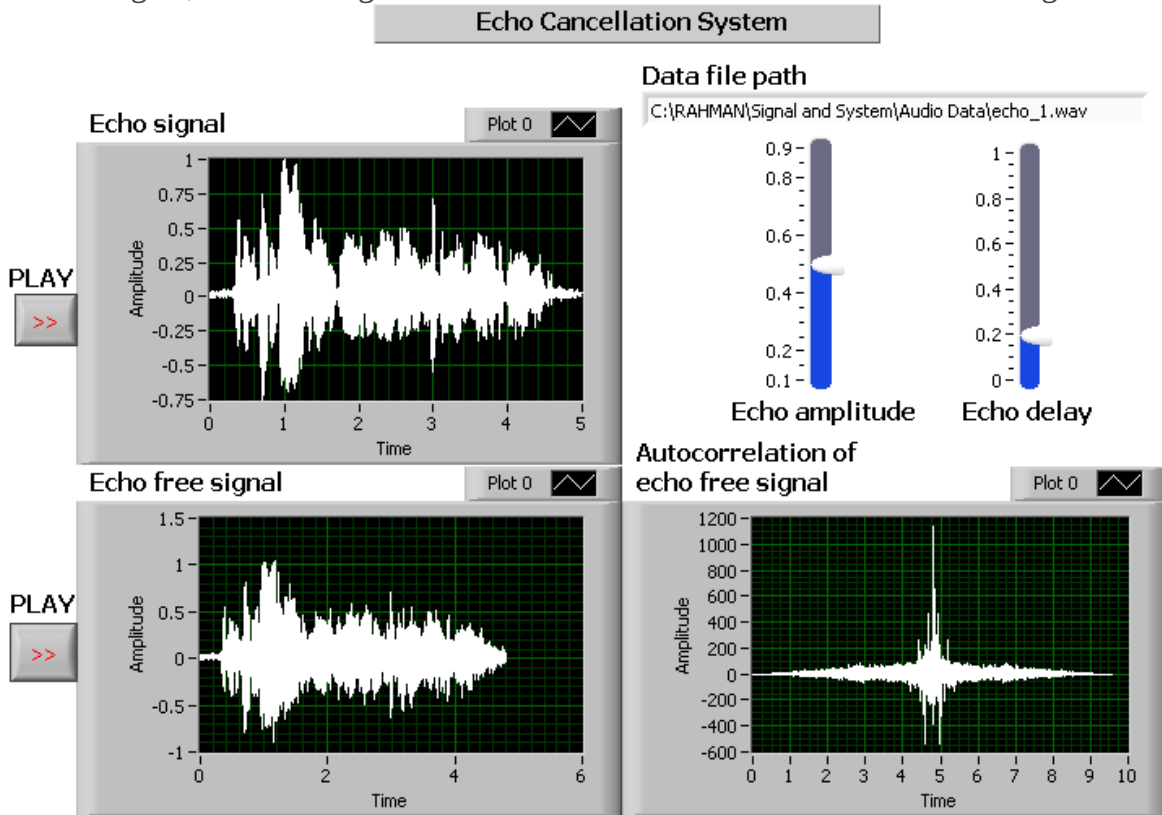 Echo Cancellation System
Data file path
C:\RAHMAN\Signal and System\Audio Data\echo_1.wav
Echo signal
Plot 0
1
0.75
0.5
0.25
0
-0.25
-0.5
-0.75
Amplitude
0 1 2 3 4 5
Time
PLAY
>>
0.9
0.8
0.6
0.4
0.2
0.1
Echo amplitude
1
0.8
0.6
0.4
0.2
0
Echo delay
Echo free signal
Plot 0
1.5
1
0.5
0
-0.5
-1
Amplitude
0 2 4 6
Time
PLAY
>>
Autocorrelation of
echo free signal
Plot 0
1200
1000
800
600
400
200
0
-200
-400
-600
Amplitude
0 1 2 3 4 5 6 7 8 9 10
Time